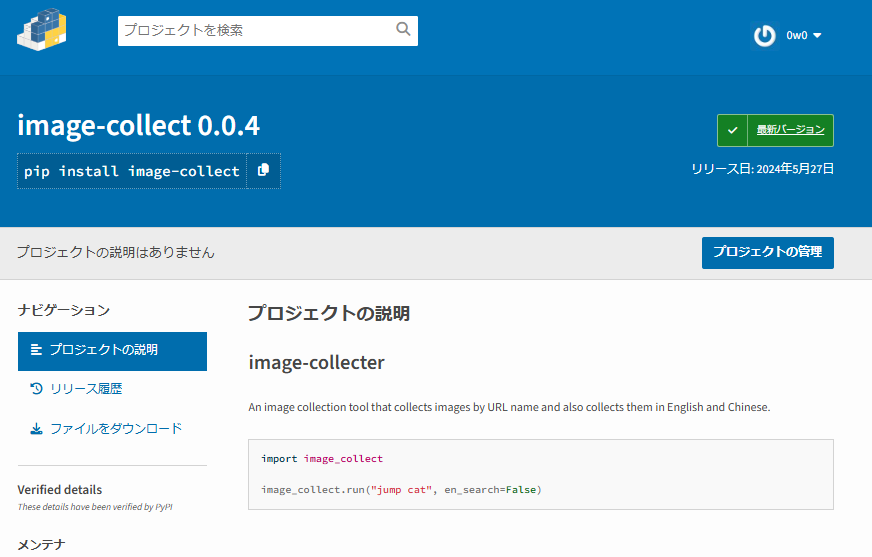 プロジェクトを検索
0w0
image-collect 0.0.4
最新バージョン
pip install image-collect
リリース日: 2024年5月27日
プロジェクトの説明はありません
プロジェクトの管理
ナビゲーション
プロジェクトの説明
リリース履歴
ファイルをダウンロード
Verified details
These details have been verified by PyPI
メンテナ
プロジェクトの説明
image-collecter
An image collection tool that collects images by URL name and also collects them in English and Chinese.
import image_collect
image_collect.run("jump cat", en_search=False)